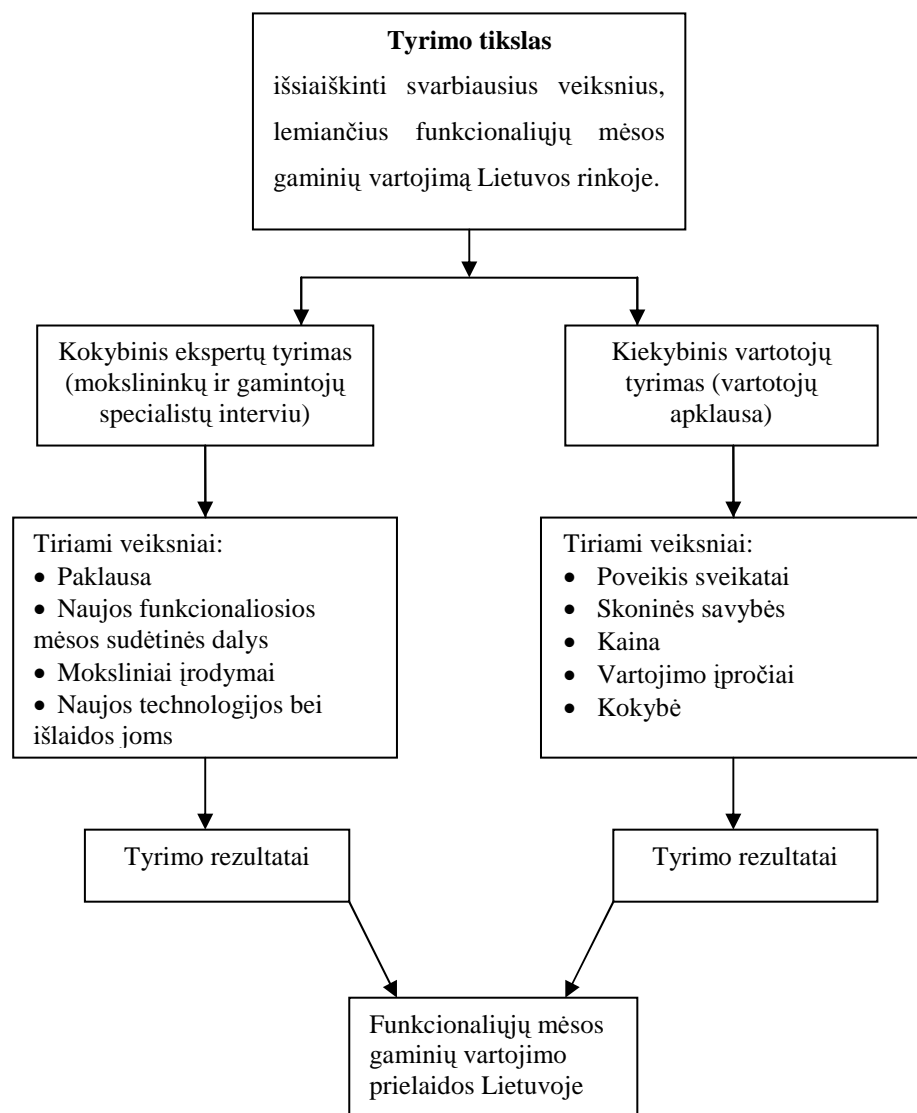 Tyrimo tikslas
išsiaiškinti svarbiausius veiksnius,
lemiančius funkcionaliųjų mėsos
gaminių vartojimą Lietuvos rinkoje.
Kokybinis ekspertų tyrimas
(mokslininkų ir gamintojų
specialistų interviu)
Kiekybinis vartotojų
tyrimas (vartotojų
apklausa)
Tiriami veiksniai:
• Paklausa
• Naujos funkcionaliosios
mėsos sudėtinės dalys
• Moksliniai įrodymai
• Naujos technologijos bei
išlaidos joms
Tiriami veiksniai:
• Poveikis sveikatai
• Skoninės savybės
• Kaina
• Vartojimo įpročiai
• Kokybė
Tyrimo rezultatai
Tyrimo rezultatai
Funkcionaliųjų mėsos
gaminių vartojimo
prielaidos Lietuvoje